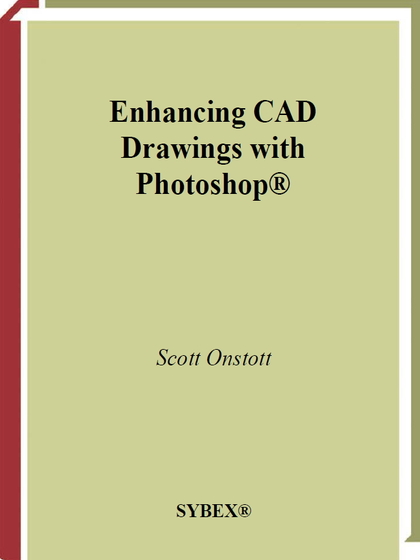 Enhancing CAD
Drawings with
Photoshop®
Scott Onstott
SYBEX®